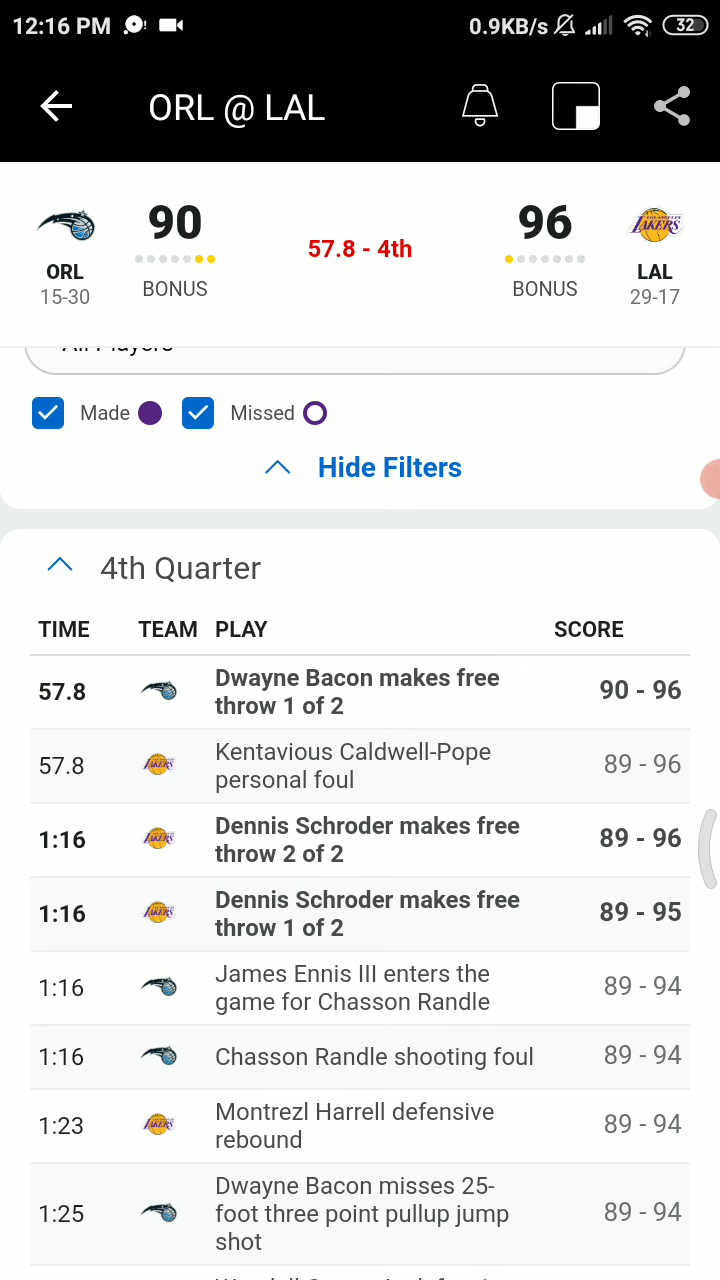 12:16 PM 0.9KB/s 32
ORL @ LAL
90 96
57.8 - 4th
ORL BONUS BONUS LAL
15-30 29-17
All Players
Made Missed
Hide Filters
4th Quarter
TIME TEAM PLAY SCORE
57.8 Dwayne Bacon makes free 90 - 96
throw 1 of 2
57.8 Kentavious Caldwell-Pope 89 - 96
personal foul
1:16 Dennis Schroder makes free 89 - 96
throw 2 of 2
1:16 Dennis Schroder makes free 89 - 95
throw 1 of 2
1:16 James Ennis III enters the 89 - 94
game for Chasson Randle
1:16 Chasson Randle shooting foul 89 - 94
1:23 Montrezl Harrell defensive 89 - 94
rebound
1:25 Dwayne Bacon misses 25- 89 - 94
foot three point pullup jump
shot